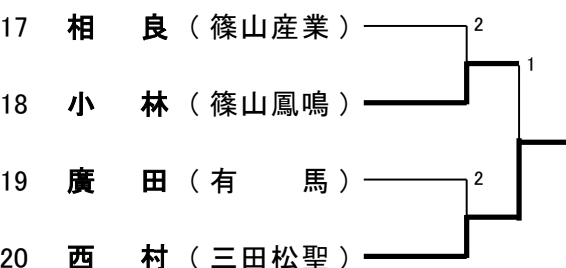 17 相 良 （ 篠山産業 ） 2
1
18 小 林 （ 篠山鳳鳴 ）
19 廣 田 （ 有 馬 ） 2
20 西 村 （ 三田松聖 ）